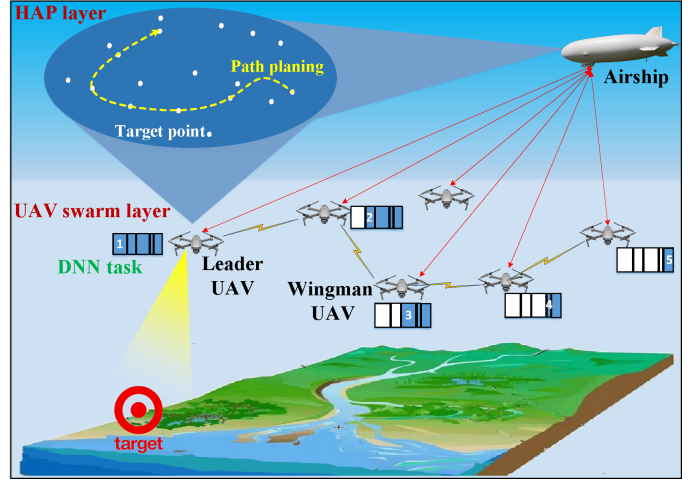 HAP layer
Path planing
Airship
Target point
UAV swarm layer
1
2
DNN task
Leader
UAV
Wingman
UAV
3
4
5
target